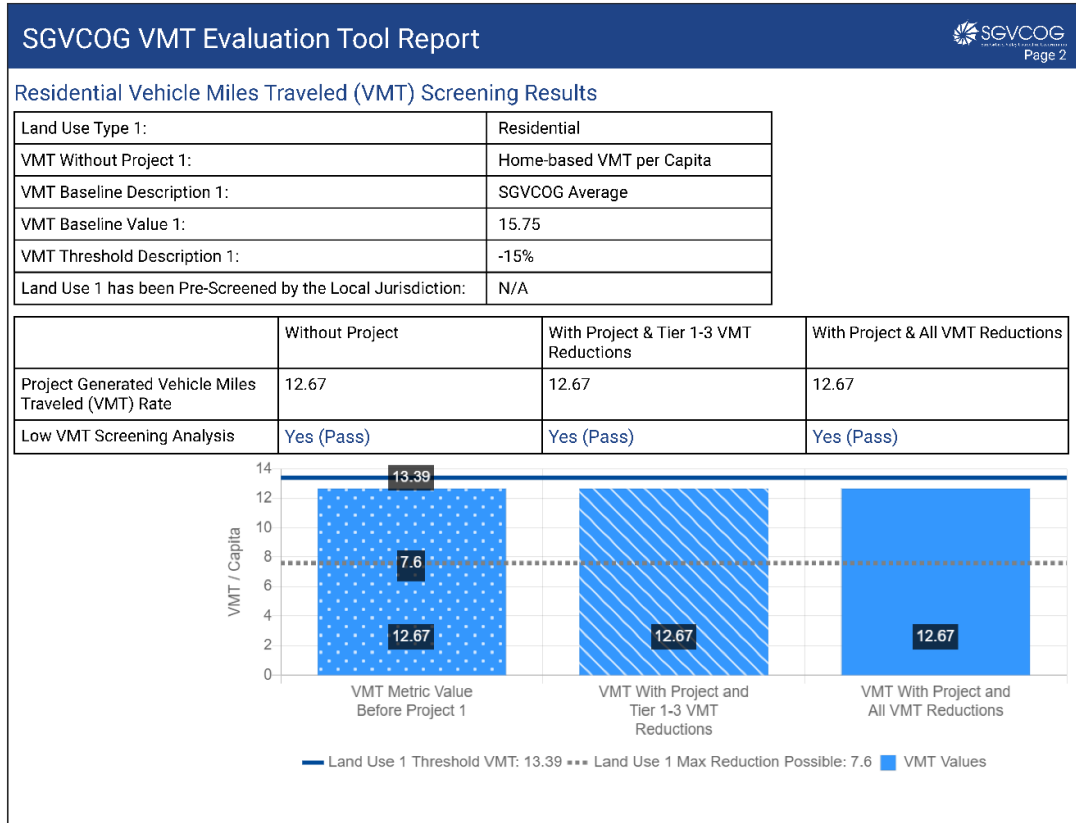 SGVCOG VMT Evaluation Tool Report
SGVCOG
Page 2
Residential Vehicle Miles Traveled (VMT) Screening Results
Land Use Type 1: Residential
VMT Without Project 1: Home-based VMT per Capita
VMT Baseline Description 1: SGVCOG Average
VMT Baseline Value 1: 15.75
VMT Threshold Description 1: -15%
Land Use 1 has been Pre-Screened by the Local Jurisdiction: N/A
Without Project With Project & Tier 1-3 VMT With Project & All VMT Reductions
Reductions
Project Generated Vehicle Miles 12.67 12.67 12.67
Traveled (VMT) Rate
Low VMT Screening Analysis Yes (Pass) Yes (Pass) Yes (Pass)
VMT / Capita
14
12
10
8
6
4
2
0
13.39
7.6
12.67 12.67 12.67
VMT Metric Value VMT With Project and VMT With Project and
Before Project 1 Tier 1-3 VMT All VMT Reductions
Reductions
Land Use 1 Threshold VMT: 13.39 Land Use 1 Max Reduction Possible: 7.6 VMT Values